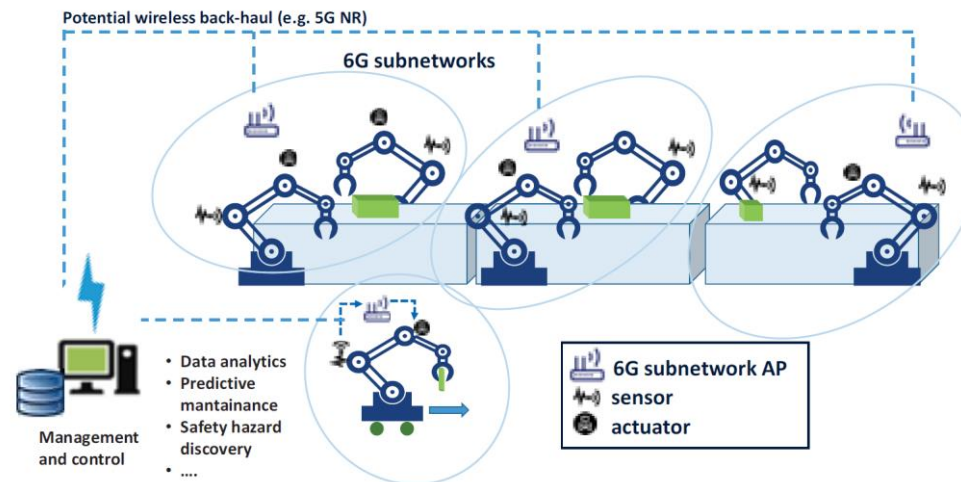 Potential wireless back-haul (e.g. 5G NR)
6G subnetworks
• Data analytics
• Predictive
mantainance
• Safety hazard
discovery
• ....
Management
and control
6G subnetwork AP
sensor
actuator